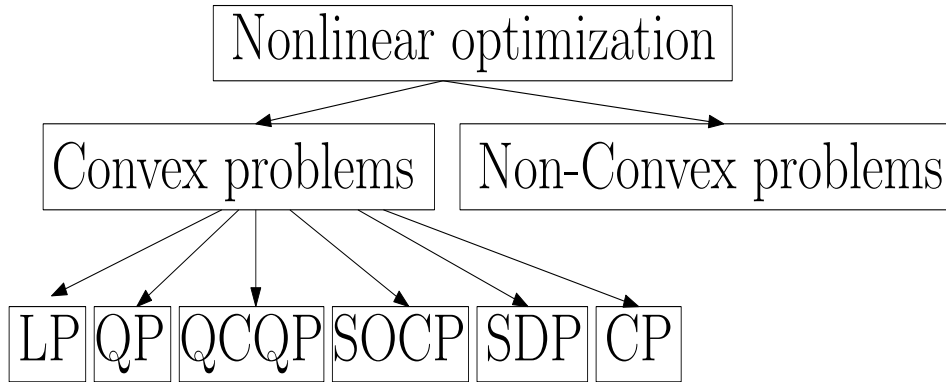 Nonlinear optimization
Convex problems
Non-Convex problems
LP
QP
QCQP
SOCP
SDP
CP